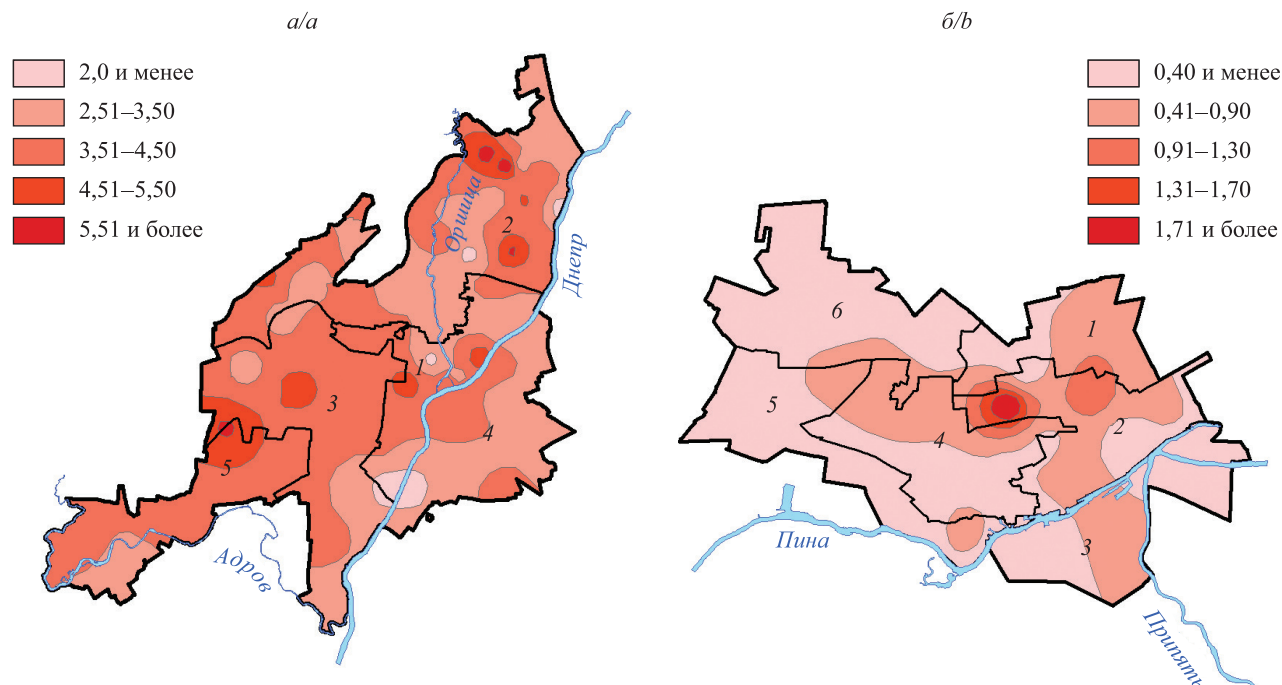 а/a
2,0 и менее
2,51–3,50
3,51–4,50
4,51–5,50
5,51 и более
Оршица
2
Днепр
1
3
4
5
Адров
б/b
0,40 и менее
0,41–0,90
0,91–1,30
1,31–1,70
1,71 и более
6
1
5
4
2
3
Пина
Припять